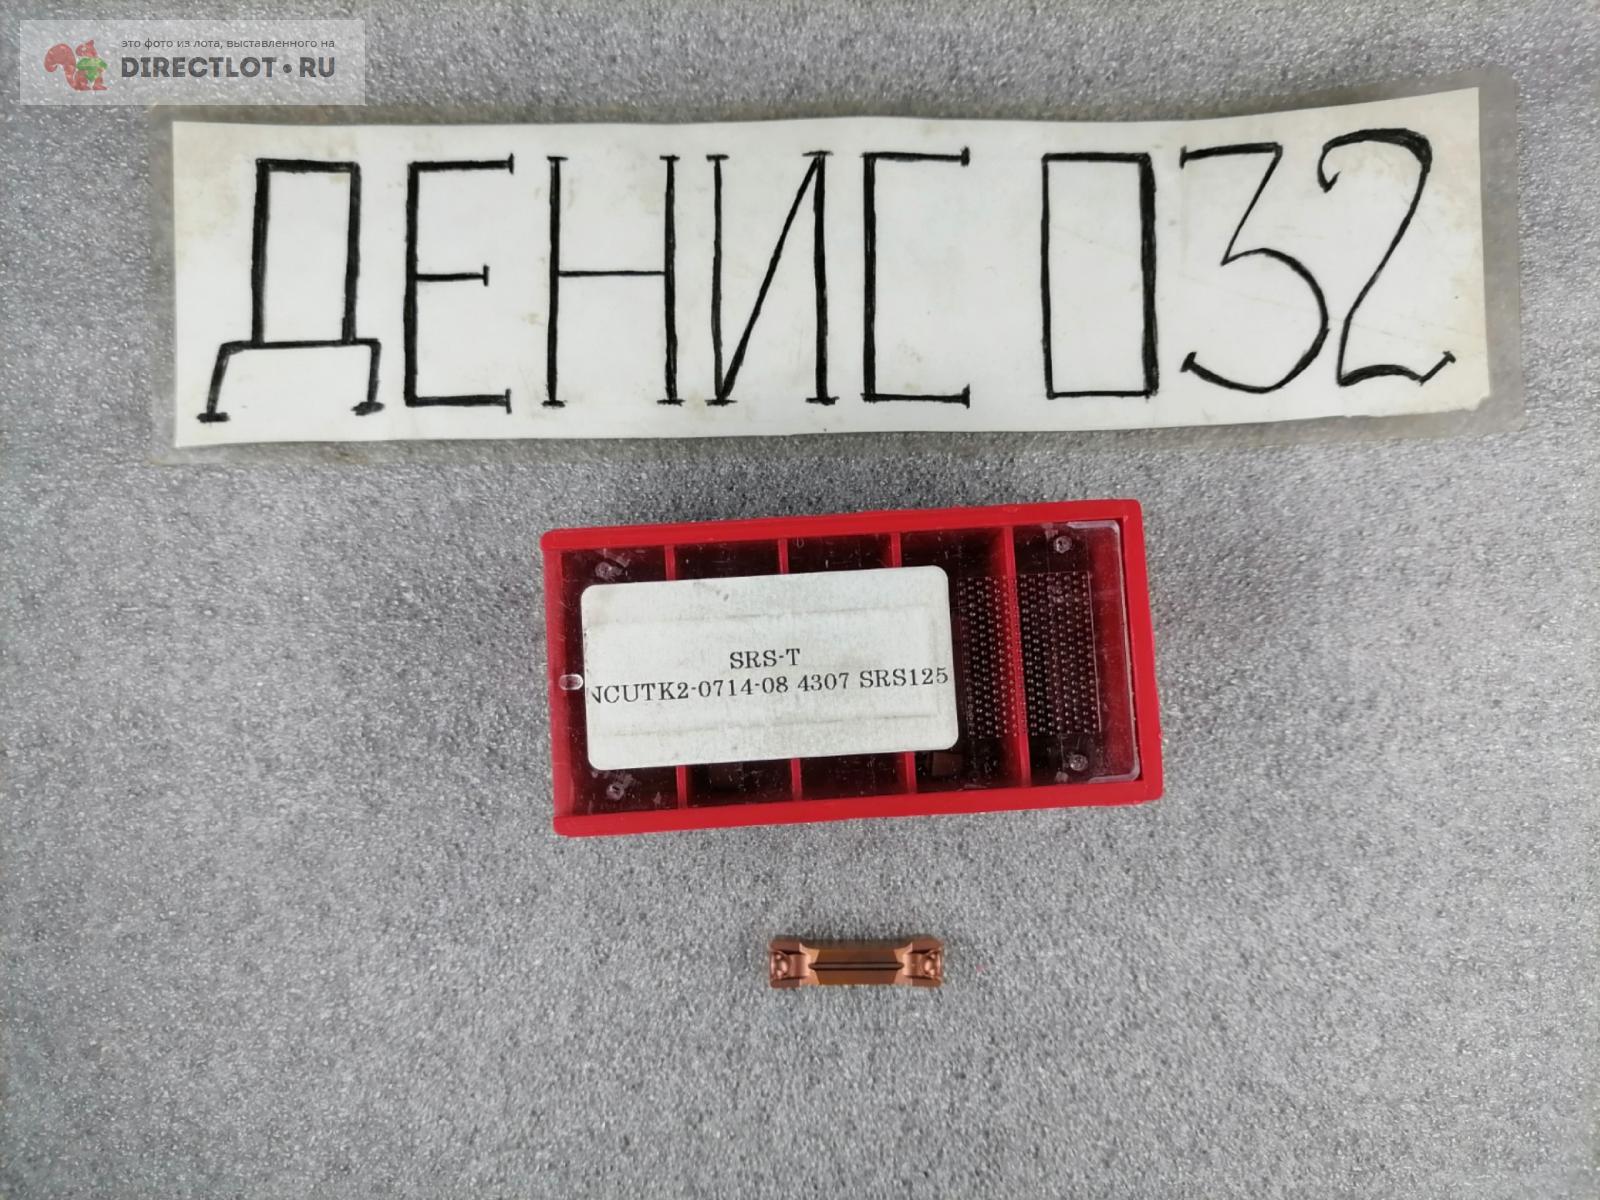 это фото из лота, выставленного на
DIRECTLOT•RU
ДЕНИС 032
SRS-T
NCUTK2-0714-08 4307 SRS125